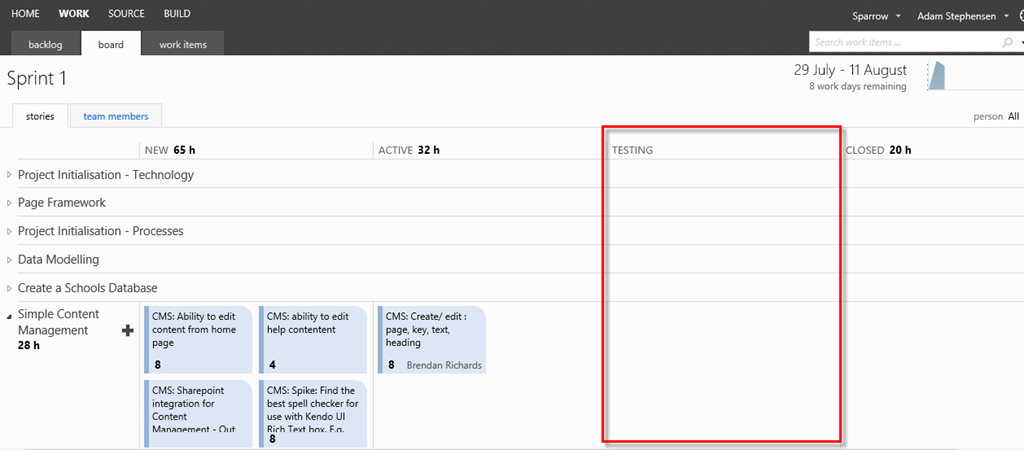 HOME WORK SOURCE BUILD Sparrow Adam Stephensen
backlog board work items Search work items ...
Sprint 1 29 July - 11 August
8 work days remaining
stories team members person All
NEW 65 h ACTIVE 32 h TESTING CLOSED 20 h
Project Initialisation - Technology
Page Framework
Project Initialisation - Processes
Data Modelling
Create a Schools Database
Simple Content
Management
28 h
CMS: Ability to edit
content from home
page
8
CMS: ability to edit
help contentent
4
CMS: Create/ edit :
page, key, text,
heading
8 Brendan Richards
CMS: Sharepoint
integration for
Content
Management - Out
CMS: Spike: Find the
best spell checker for
use with Kendo UI
Rich Text box. E.g.
8